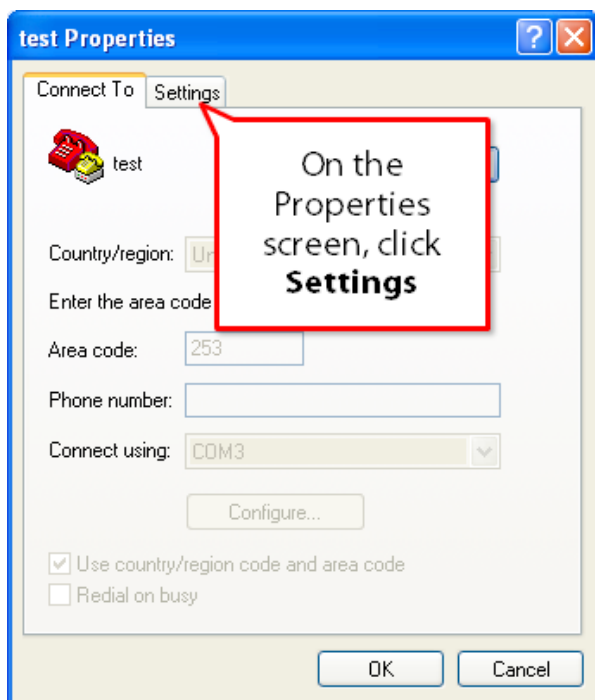 test Properties
Connect To Settings
test
On the
Properties
screen, click
Settings
Country/region:
Enter the area code
Area code: 253
Phone number:
Connect using: COM3
Configure...
Use country/region code and area code
Redial on busy
OK Cancel